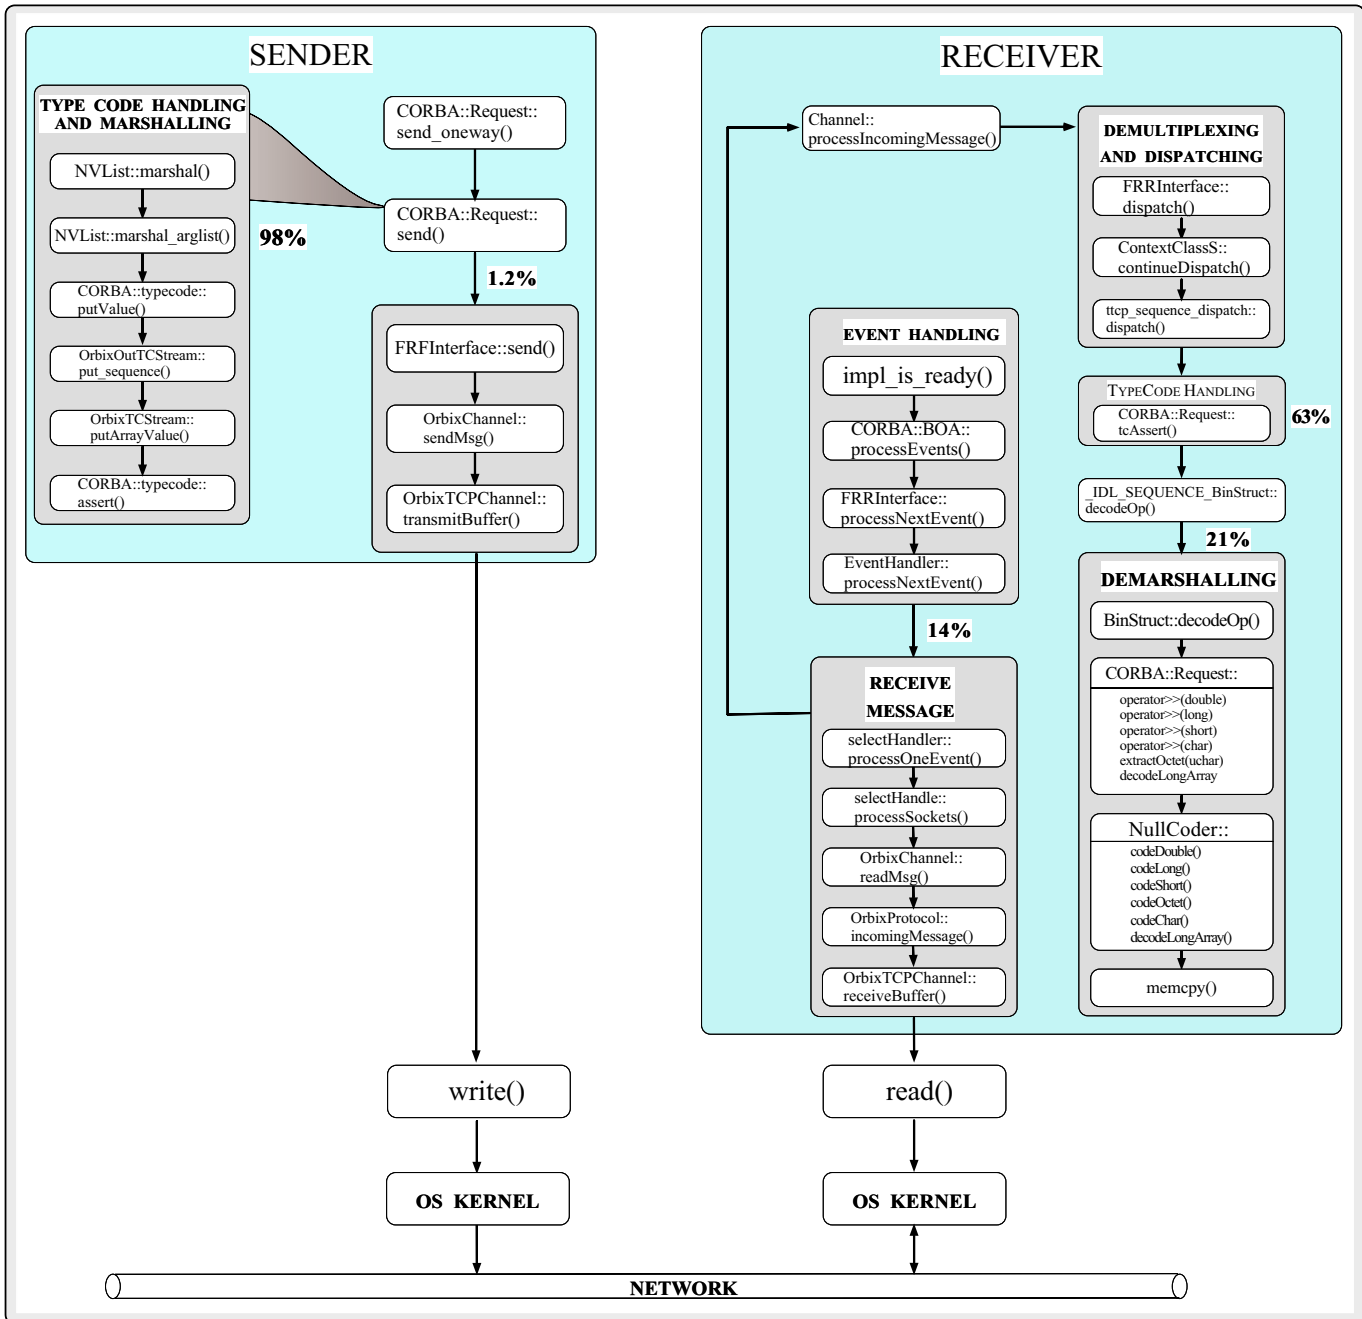 SENDER
TYPE CODE HANDLING
AND MARSHALLING
NVList::marshal()
NVList::marshal_arglist()
CORBA::typecode::
putValue()
OrbixOutTCStream::
put_sequence()
OrbixTCStream::
putArrayValue()
CORBA::typecode::
assert()
98%
CORBA::Request::
send_oneway()
CORBA::Request::
send()
1.2%
FRFInterface::send()
OrbixChannel::
sendMsg()
OrbixTCPChannel::
transmitBuffer()
write()
OS KERNEL
RECEIVER
Channel::
processIncomingMessage()
EVENT HANDLING
impl_is_ready()
CORBA::BOA::
processEvents()
FRRInterface::
processNextEvent()
EventHandler::
processNextEvent()
14%
RECEIVE
MESSAGE
selectHandler::
processOneEvent()
selectHandle::
processSockets()
OrbixChannel::
readMsg()
OrbixProtocol::
incomingMessage()
OrbixTCPChannel::
receiveBuffer()
read()
OS KERNEL
DEMULTIPLEXING
AND DISPATCHING
FRRInterface::
dispatch()
ContextClassS::
continueDispatch()
ttcp_sequence_dispatch::
dispatch()
TYPECODE HANDLING
CORBA::Request::
tcAssert()
63%
_IDL_SEQUENCE_BinStruct::
decodeOp()
21%
DEMARSHALLING
BinStruct::decodeOp()
CORBA::Request::
operator>>(double)
operator>>(long)
operator>>(short)
operator>>(char)
extractOctet(uchar)
decodeLongArray
NullCoder::
codeDouble()
codeLong()
codeShort()
codeOctet()
codeChar()
decodeLongArray()
memcpy()
NETWORK